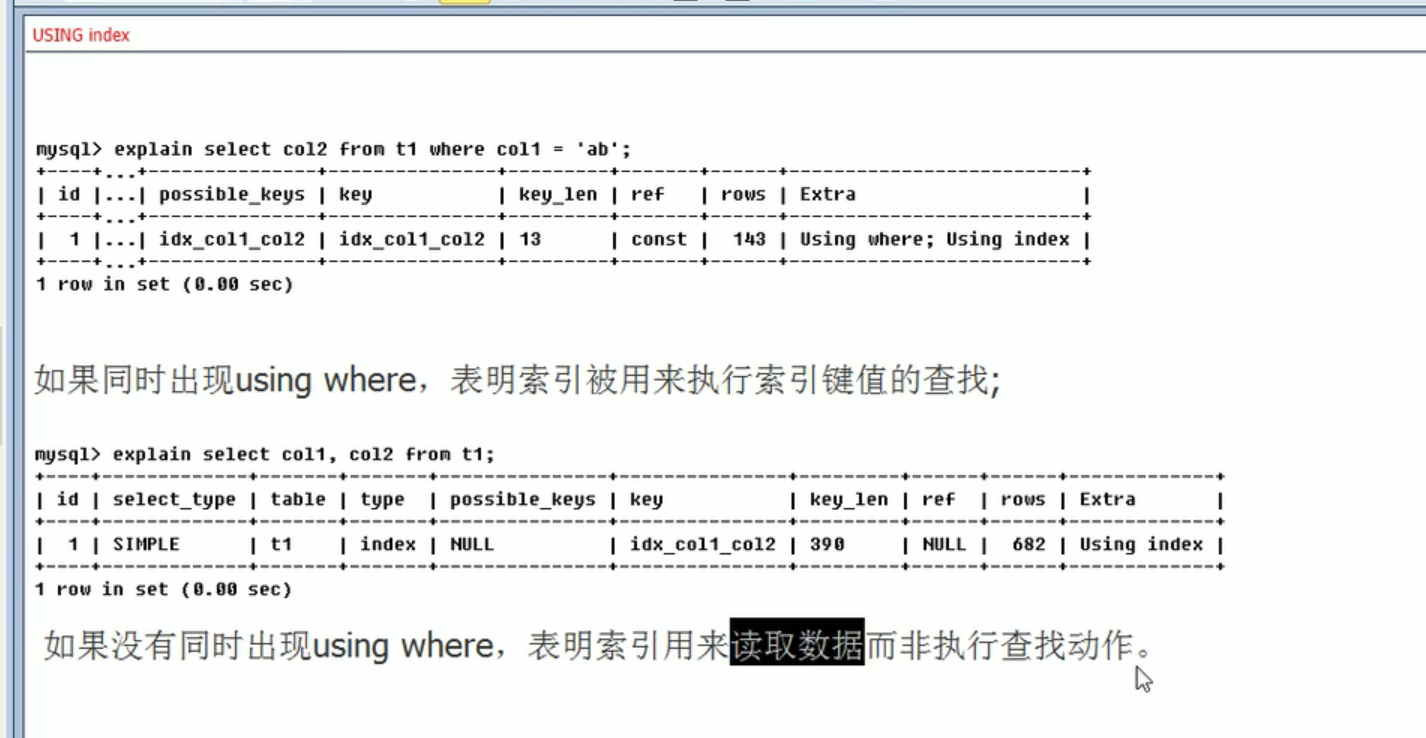 USING index
mysql> explain select col2 from t1 where col1 = 'ab';
+----+...+---------------+---------------+---------+-------+------+--------------------------+
| id |...| possible_keys | key           | key_len | ref   | rows | Extra                    |
+----+...+---------------+---------------+---------+-------+------+--------------------------+
|  1 |...| idx_col1_col2 | idx_col1_col2 | 13      | const |  143 | Using where; Using index |
+----+...+---------------+---------------+---------+-------+------+--------------------------+
1 row in set (0.00 sec)
如果同时出现using where，表明索引被用来执行索引键值的查找;
mysql> explain select col1, col2 from t1;
+----+-------------+-------+-------+---------------+---------------+---------+------+------+-------------+
| id | select_type | table | type  | possible_keys | key           | key_len | ref  | rows | Extra       |
+----+-------------+-------+-------+---------------+---------------+---------+------+------+-------------+
|  1 | SIMPLE      | t1    | index | NULL          | idx_col1_col2 | 390     | NULL |  682 | Using index |
+----+-------------+-------+-------+---------------+---------------+---------+------+------+-------------+
1 row in set (0.00 sec)
如果没有同时出现using where，表明索引用来读取数据而非执行查找动作。